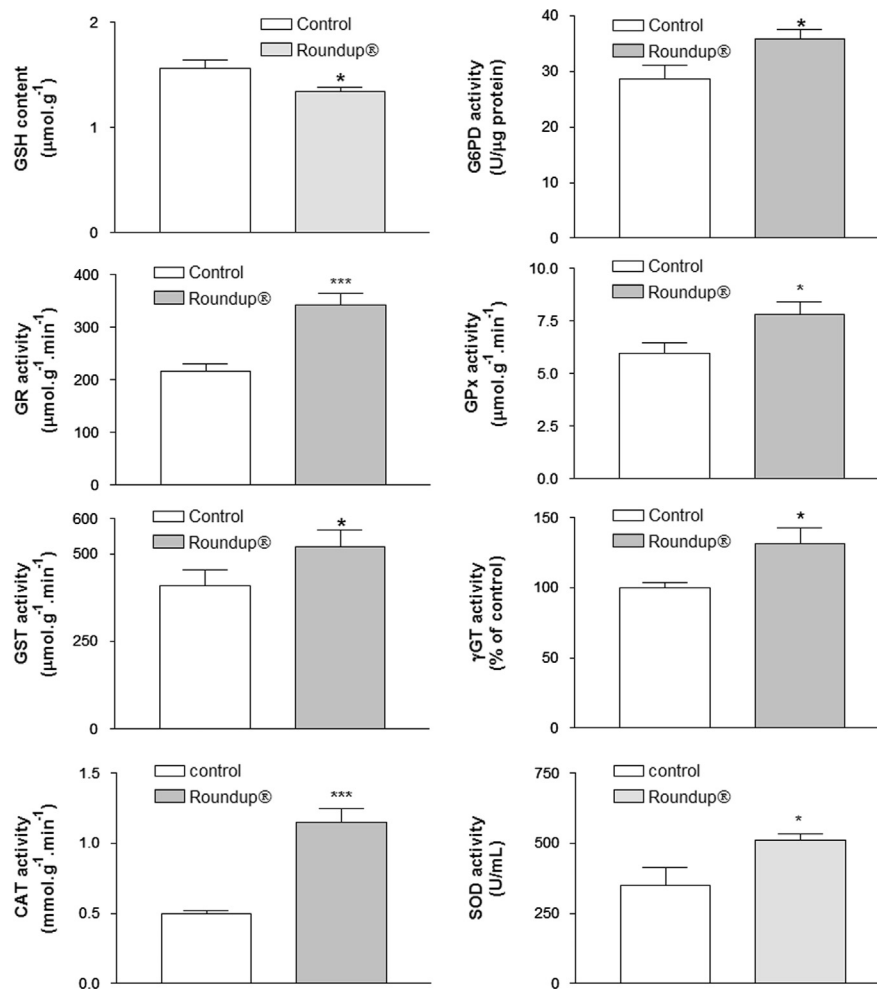 GSH content
(μmol.g-1)
2
1
0
Control
Roundup®
*
G6PD activity
(U/μg protein)
40
30
20
10
0
Control
Roundup®
*
GR activity
(μmol.g-1.min-1)
400
300
200
100
0
Control
Roundup®
***
GPx activity
(μmol.g-1.min-1)
10.0
7.5
5.0
2.5
0.0
Control
Roundup®
*
GST activity
(μmol.g-1.min-1)
600
500
250
0
Control
Roundup®
*
γGT activity
(% of control)
150
100
50
0
Control
Roundup®
*
CAT activity
(mmol.g-1.min-1)
1.5
1.0
0.5
0.0
control
Roundup®
***
SOD activity
(U/mL)
750
500
250
0
control
Roundup®
*